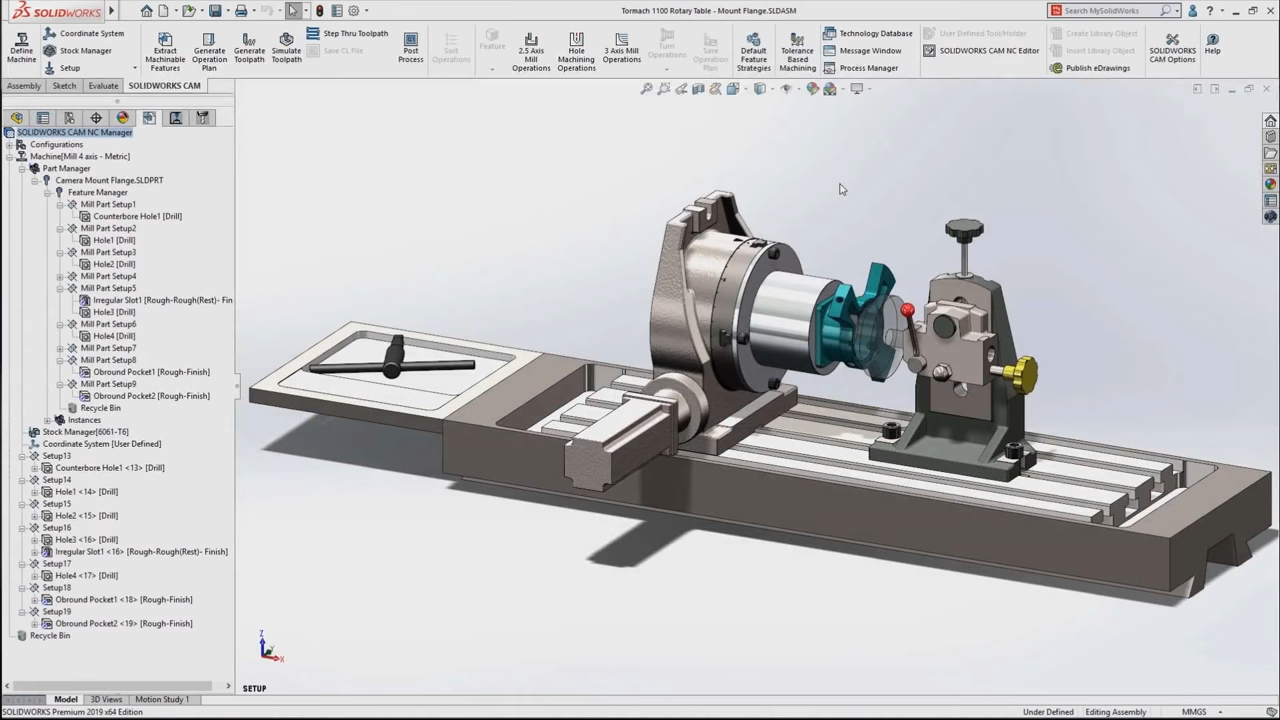 SOLIDWORKS
Tormach 1100 Rotary Table - Mount Flange.SLDASM
Search MySolidWorks
Define Machine
Coordinate System
Stock Manager
Setup
Extract Machinable Features
Generate Operation Plan
Generate Toolpath
Simulate Toolpath
Step Thru Toolpath
Save CL File
Post Process
Sort Operations
Feature
2.5 Axis Mill Operations
Hole Machining Operations
3 Axis Mill Operations
Turn Operations
Save Operation Plan
Default Feature Strategies
Tolerance Based Machining
Technology Database
Message Window
Process Manager
User Defined Tool/Holder
SOLIDWORKS CAM NC Editor
Create Library Object
Insert Library Object
Publish eDrawings
SOLIDWORKS CAM Options
Help
Assembly
Sketch
Evaluate
SOLIDWORKS CAM
SOLIDWORKS CAM NC Manager
Configurations
Machine[Mill 4 axis - Metric]
Part Manager
Camera Mount Flange.SLDPRT
Feature Manager
Mill Part Setup1
Counterbore Hole1 [Drill]
Mill Part Setup2
Hole1 [Drill]
Mill Part Setup3
Hole2 [Drill]
Mill Part Setup4
Mill Part Setup5
Irregular Slot1 [Rough-Rough(Rest)- Fin
Hole3 [Drill]
Mill Part Setup6
Hole4 [Drill]
Mill Part Setup7
Mill Part Setup8
Obround Pocket1 [Rough-Finish]
Mill Part Setup9
Obround Pocket2 [Rough-Finish]
Recycle Bin
Instances
Stock Manager[6061-T6]
Coordinate System [User Defined]
Setup13
Counterbore Hole1 <13> [Drill]
Setup14
Hole1 <14> [Drill]
Setup15
Hole2 <15> [Drill]
Setup16
Hole3 <16> [Drill]
Irregular Slot1 <16> [Rough-Rough(Rest)- Finish]
Setup17
Hole4 <17> [Drill]
Setup18
Obround Pocket1 <18> [Rough-Finish]
Setup19
Obround Pocket2 <19> [Rough-Finish]
Recycle Bin
Z
Y
X
SETUP
Model
3D Views
Motion Study 1
SOLIDWORKS Premium 2019 x64 Edition
Under Defined
Editing Assembly
MMGS